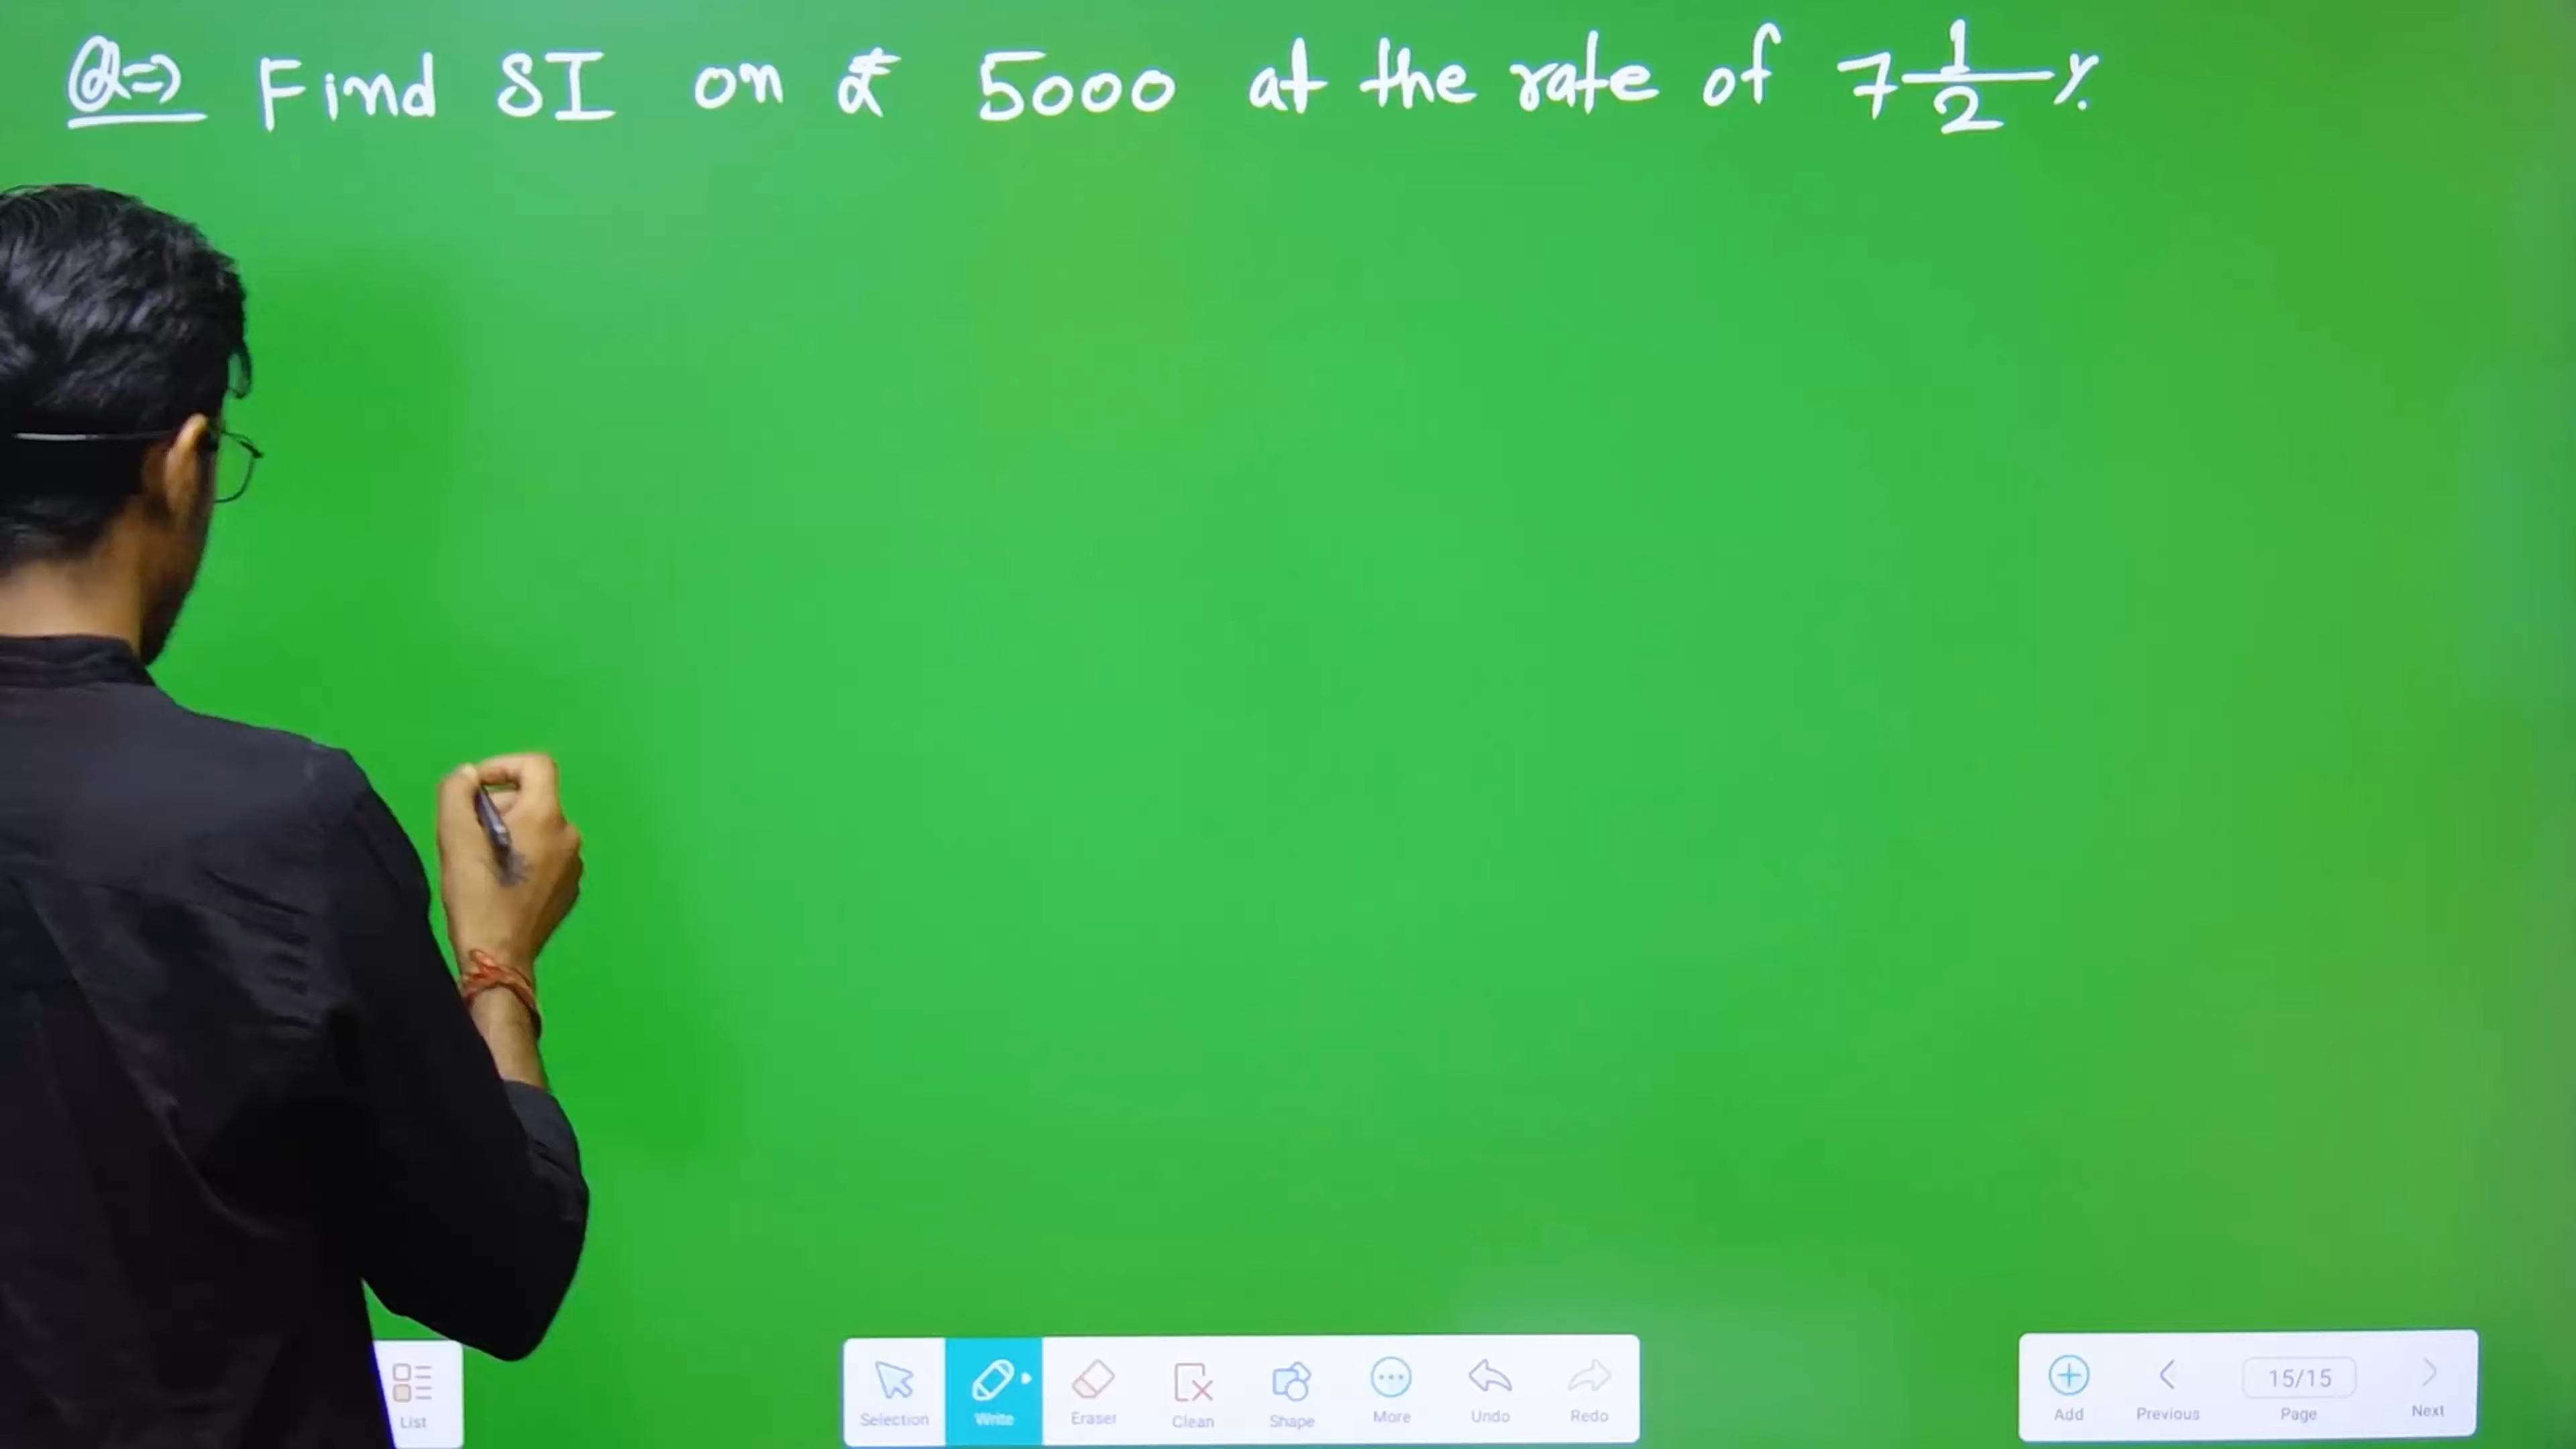 Q⇒ Find SI on ₹ 5000 at the rate of 7 1/2 %
List
Selection Write Eraser Clean Shape More Undo Redo
Add Previous 15/15 Page Next